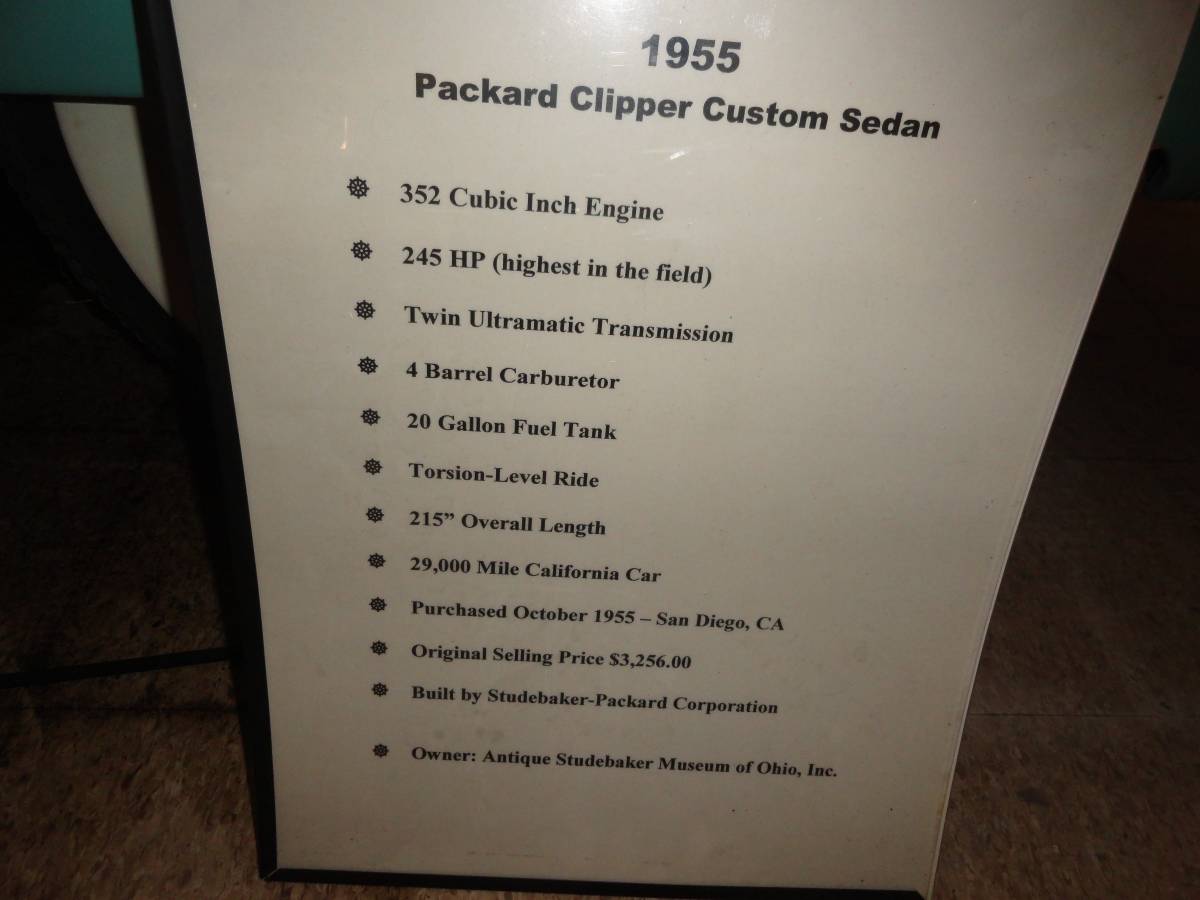 1955
Packard Clipper Custom Sedan
352 Cubic Inch Engine
245 HP (highest in the field)
Twin Ultramatic Transmission
4 Barrel Carburetor
20 Gallon Fuel Tank
Torsion-Level Ride
215” Overall Length
29,000 Mile California Car
Purchased October 1955 – San Diego, CA
Original Selling Price $3,256.00
Built by Studebaker-Packard Corporation
Owner: Antique Studebaker Museum of Ohio, Inc.